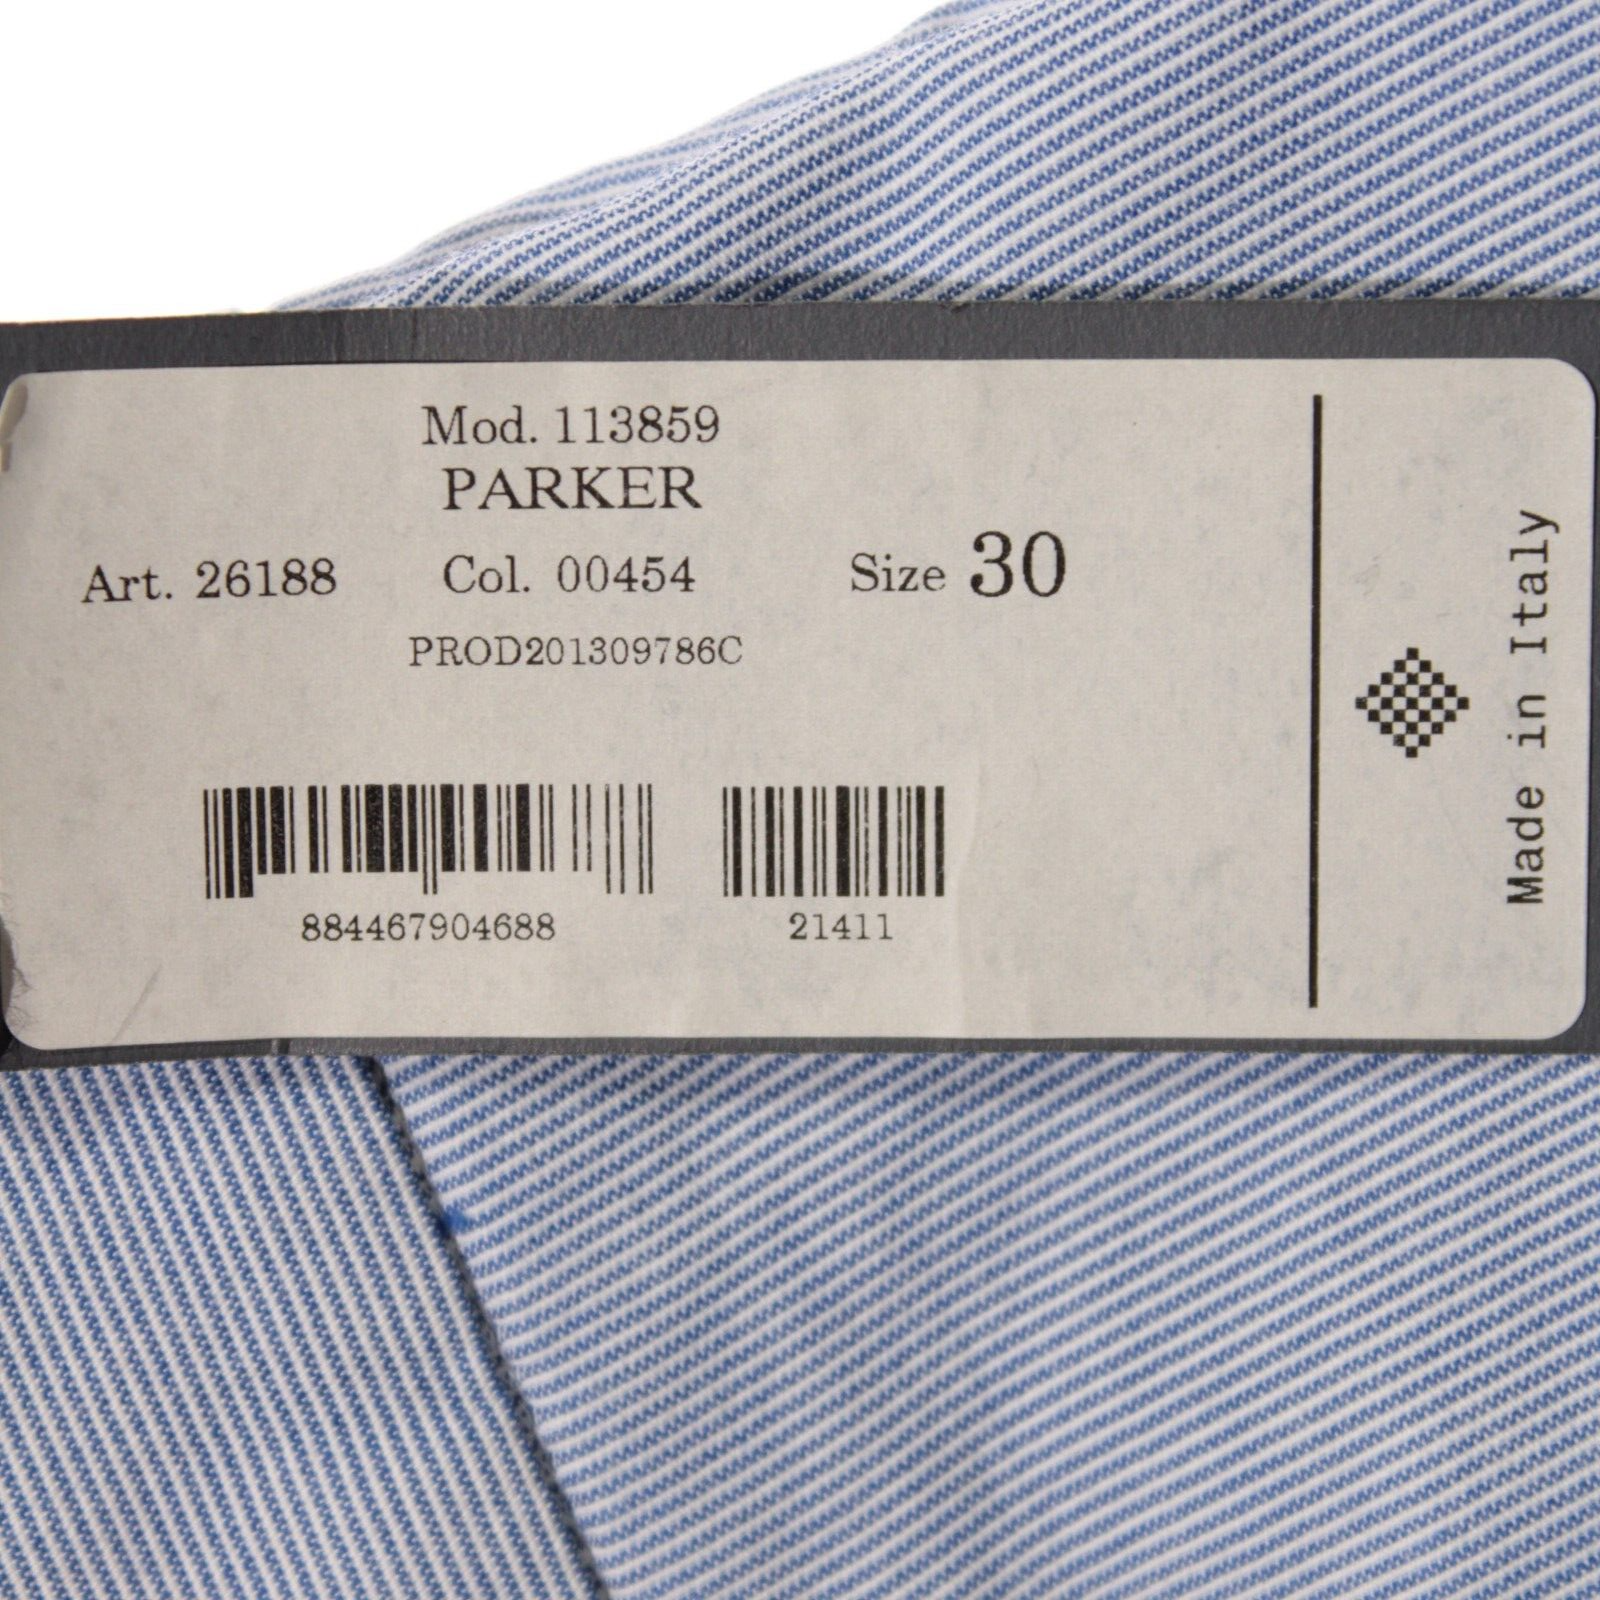 Mod. 113859
PARKER
Art. 26188 Col. 00454 Size 30
PROD201309786C
884467904688 21411
Made in Italy